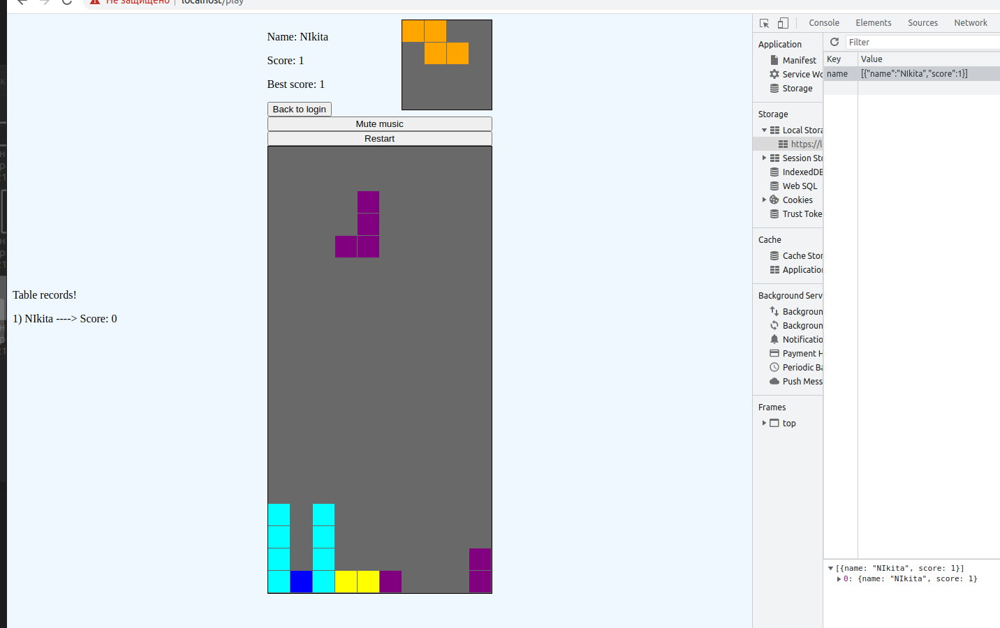 Не защищено | localhost/play
Name: NIkita
Score: 1
Best score: 1
Back to login
Mute music
Restart
Table records!
1) NIkita ----> Score: 0
Console Elements Sources Network
Application
Manifest
Service Wo
Storage
Storage
Local Stora
https://l
Session Sto
IndexedDB
Web SQL
Cookies
Trust Toke
Cache
Cache Stor
Application
Background Serv
Backgroun
Backgroun
Notificatio
Payment H
Periodic Ba
Push Mess
Frames
top
Filter
Key Value
name [{"name":"NIkita","score":1}]
[{name: "NIkita", score: 1}]
0: {name: "NIkita", score: 1}